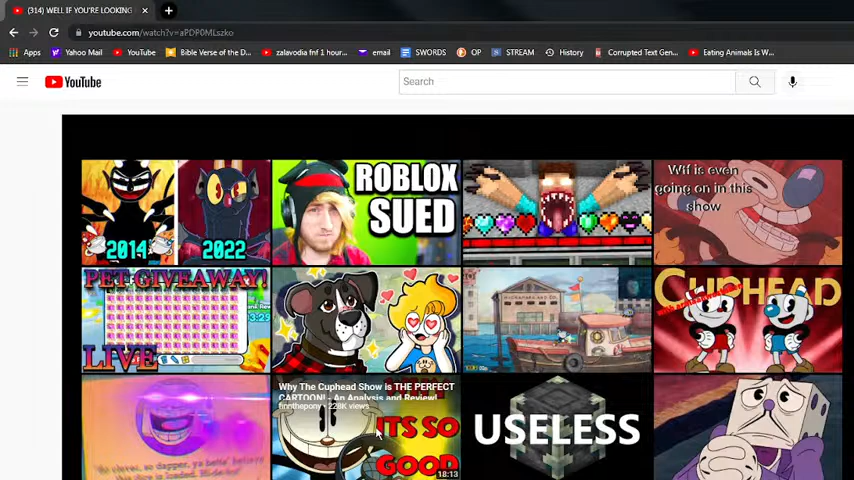 (314) WELL IF YOU'RE LOOKING
youtube.com/watch?v=aPDP0MLszko
Apps
Yahoo Mail
YouTube
Bible Verse of the D...
zalavodia fnf 1 hour...
email
SWORDS
OP
STREAM
History
Corrupted Text Gen...
Eating Animals Is W...
YouTube
Search
2014
2022
ROBLOX
SUED
Wtf is even
going on in this
show
PET GIVEAWAY!
LIVE
CUPHEAD
Why The Cuphead Show is THE PERFECT
CARTOON! - An Analysis and Review!
finnthepony • 229K views
ITS SO
GOOD
18:13
USELESS